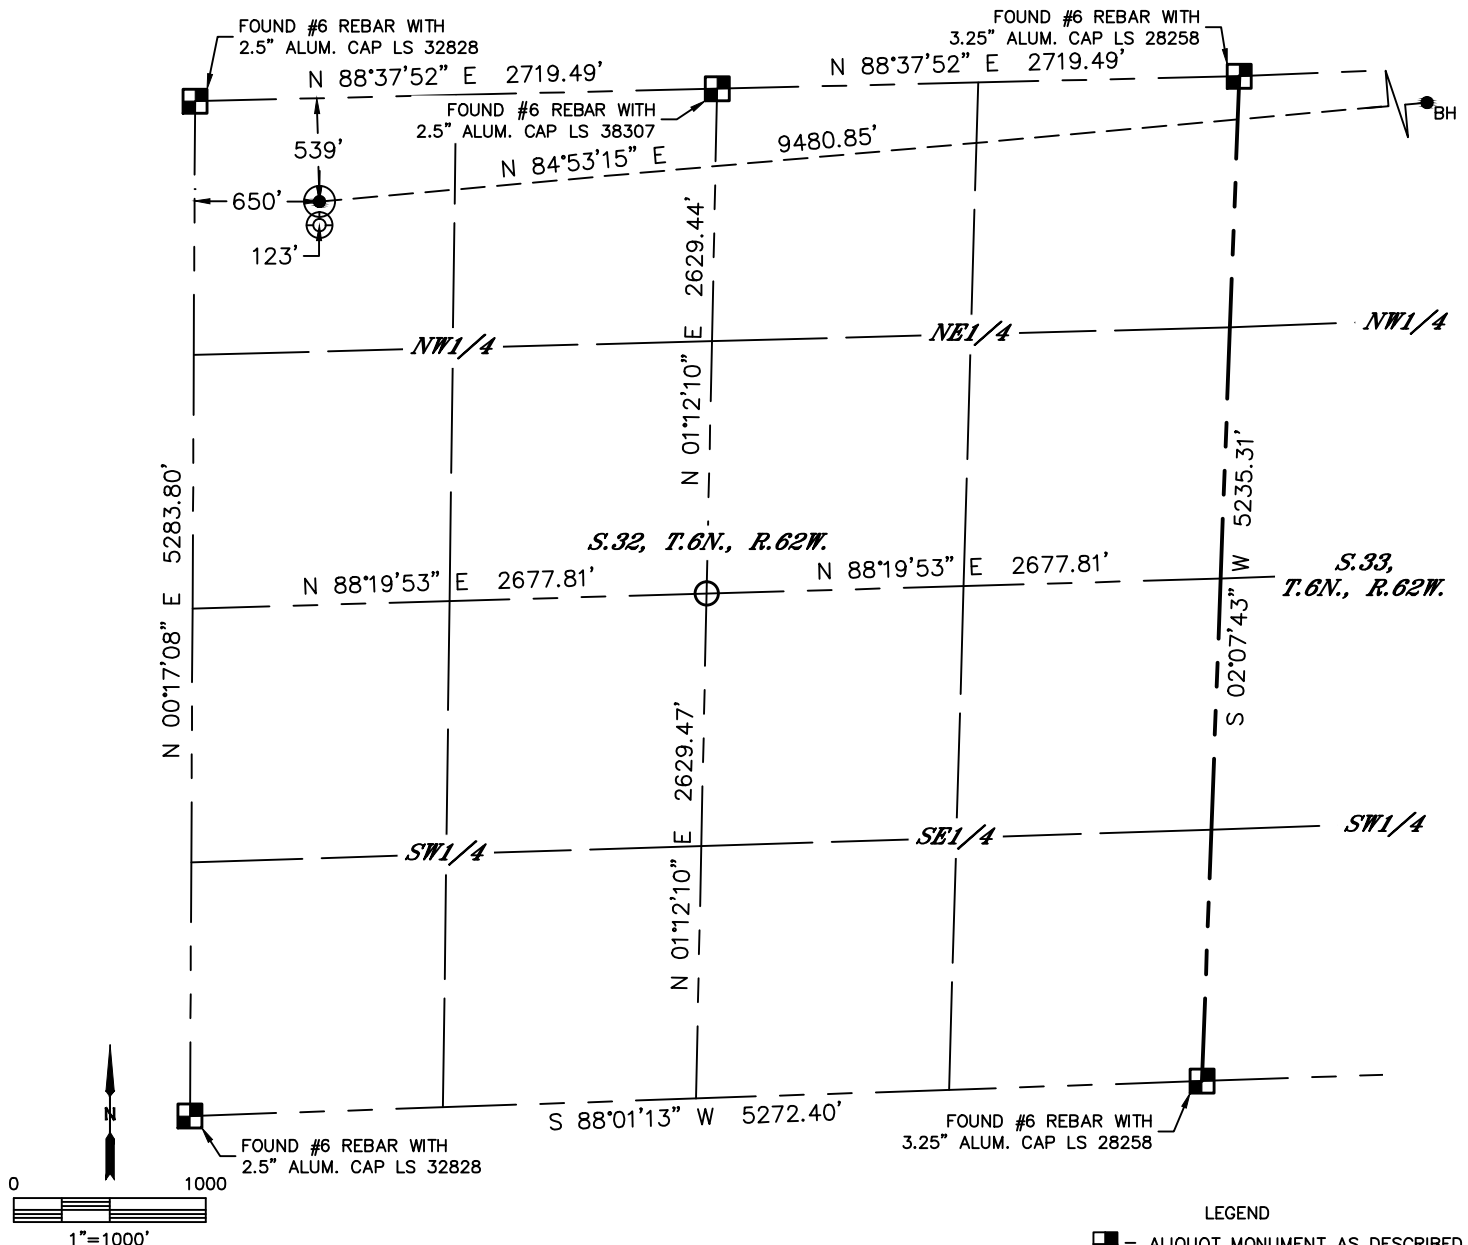 FOUND #6 REBAR WITH
2.5" ALUM. CAP LS 32828
FOUND #6 REBAR WITH
3.25" ALUM. CAP LS 28258
N 88°37'52" E 2719.49'
N 88°37'52" E 2719.49'
FOUND #6 REBAR WITH
2.5" ALUM. CAP LS 38307
BH
539'
N 84°53'15" E 9480.85'
650'
123'
N 01°12'10" E 2629.44'
NW1/4
NE1/4
NW1/4
N 00°17'08" E 5283.80'
S 02°07'43" W 5235.31'
S.32, T.6N., R.62W.
N 88°19'53" E 2677.81'
N 88°19'53" E 2677.81'
S.33,
T.6N., R.62W.
N 01°12'10" E 2629.47'
SW1/4
SE1/4
SW1/4
S 88°01'13" W 5272.40'
FOUND #6 REBAR WITH
2.5" ALUM. CAP LS 32828
FOUND #6 REBAR WITH
3.25" ALUM. CAP LS 28258
N
0 1000
1"=1000'
LEGEND
= ALIQUOT MONUMENT AS DESCRIBED